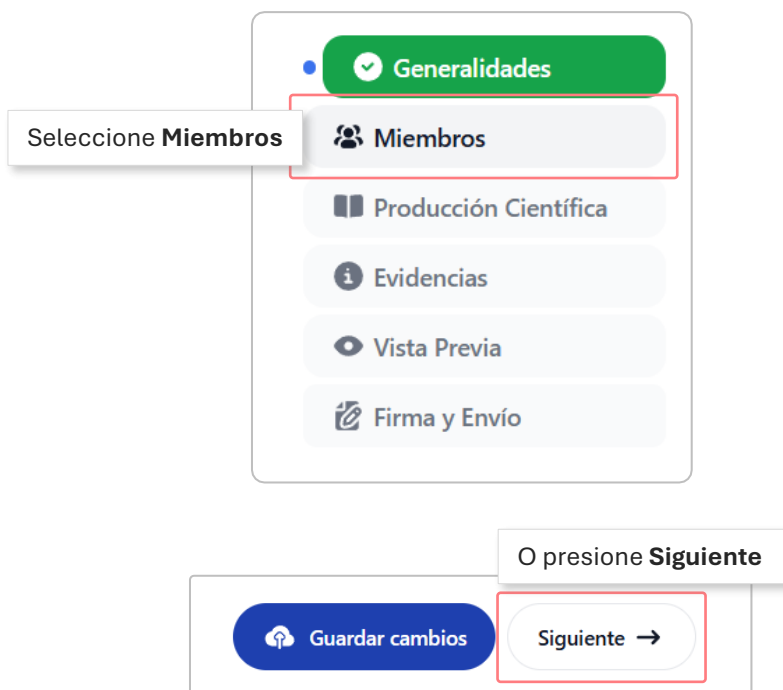 Generalidades
Seleccione Miembros
Miembros
Producción Científica
Evidencias
Vista Previa
Firma y Envío
O presione Siguiente
Guardar cambios
Siguiente →